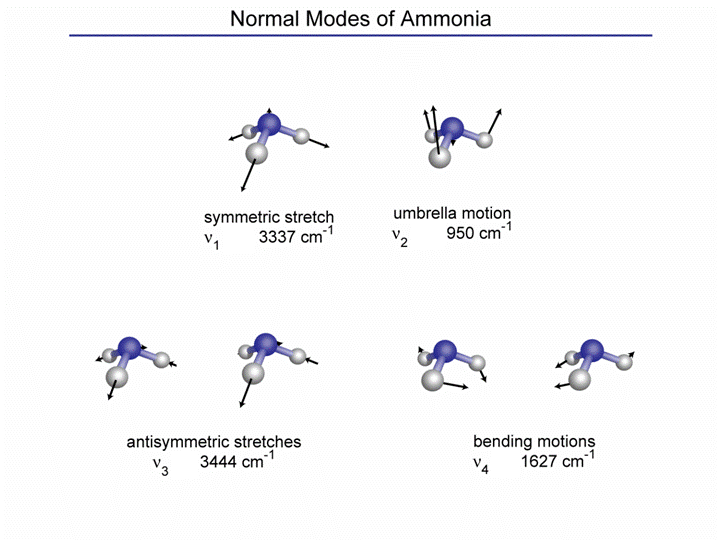 Normal Modes of Ammonia
symmetric stretch
ν₁ 3337 cm⁻¹
umbrella motion
ν₂ 950 cm⁻¹
antisymmetric stretches
ν₃ 3444 cm⁻¹
bending motions
ν₄ 1627 cm⁻¹